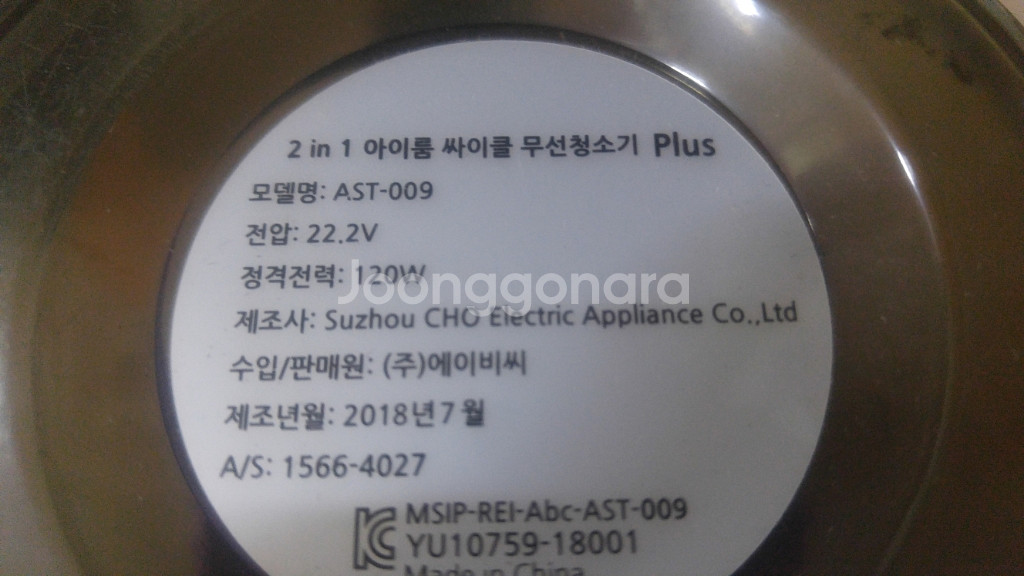 2 in 1 아이룸 싸이클 무선청소기 Plus
모델명: AST-009
전압: 22.2V
정격전력: 120W
Joonggonara
제조사: Suzhou CHO Electric Appliance Co.,Ltd
수입/판매원: (주)에이비씨
제조년월: 2018년 7월
A/S: 1566-4027
MSIP-REI-Abc-AST-009
YU10759-18001
Made in China